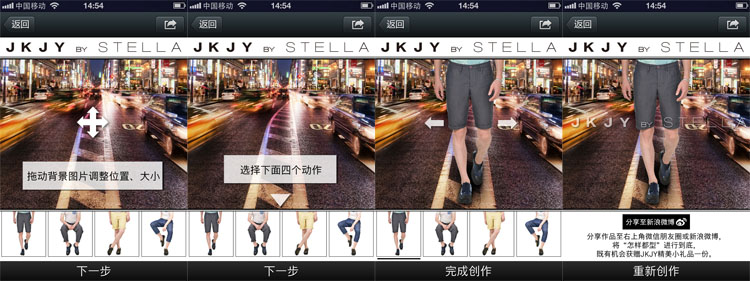 中国移动 14:54
返回
JKJY BY STELLA
拖动背景图片调整位置、大小
下一步
中国移动 14:54
返回
JKJY BY STELLA
选择下面四个动作
下一步
中国移动 14:54
返回
JKJY BY STELLA
完成创作
中国移动 14:54
返回
JKJY BY STELLA
JKJY BY STELLA
分享至新浪微博
分享作品至右上角微信朋友圈或新浪微博,
将“怎样都型”进行到底,
既有机会获赠JKJY精美小礼品一份。
重新创作